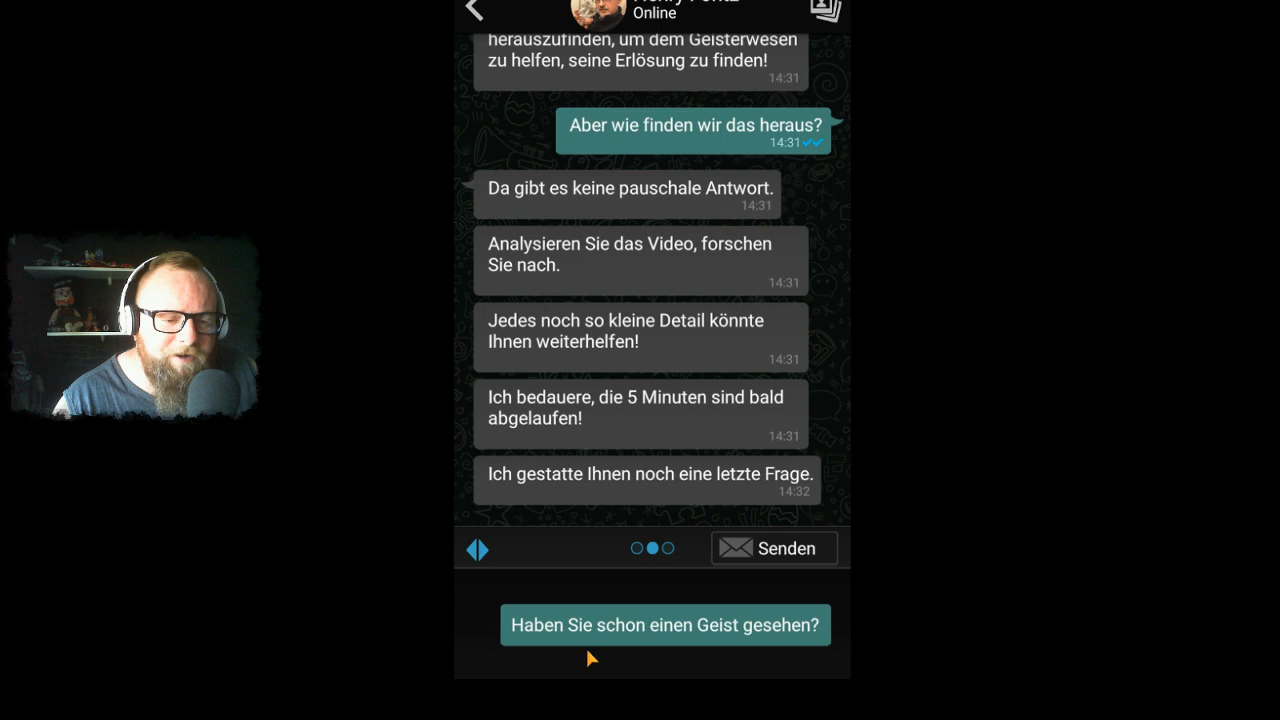 Online
herauszufinden, um dem Geisterwesen
zu helfen, seine Erlösung zu finden!
14:31
Aber wie finden wir das heraus?
14:31
Da gibt es keine pauschale Antwort.
14:31
Analysieren Sie das Video, forschen
Sie nach.
14:31
Jedes noch so kleine Detail könnte
Ihnen weiterhelfen!
14:31
Ich bedauere, die 5 Minuten sind bald
abgelaufen!
14:31
Ich gestatte Ihnen noch eine letzte Frage.
14:32
Senden
Haben Sie schon einen Geist gesehen?